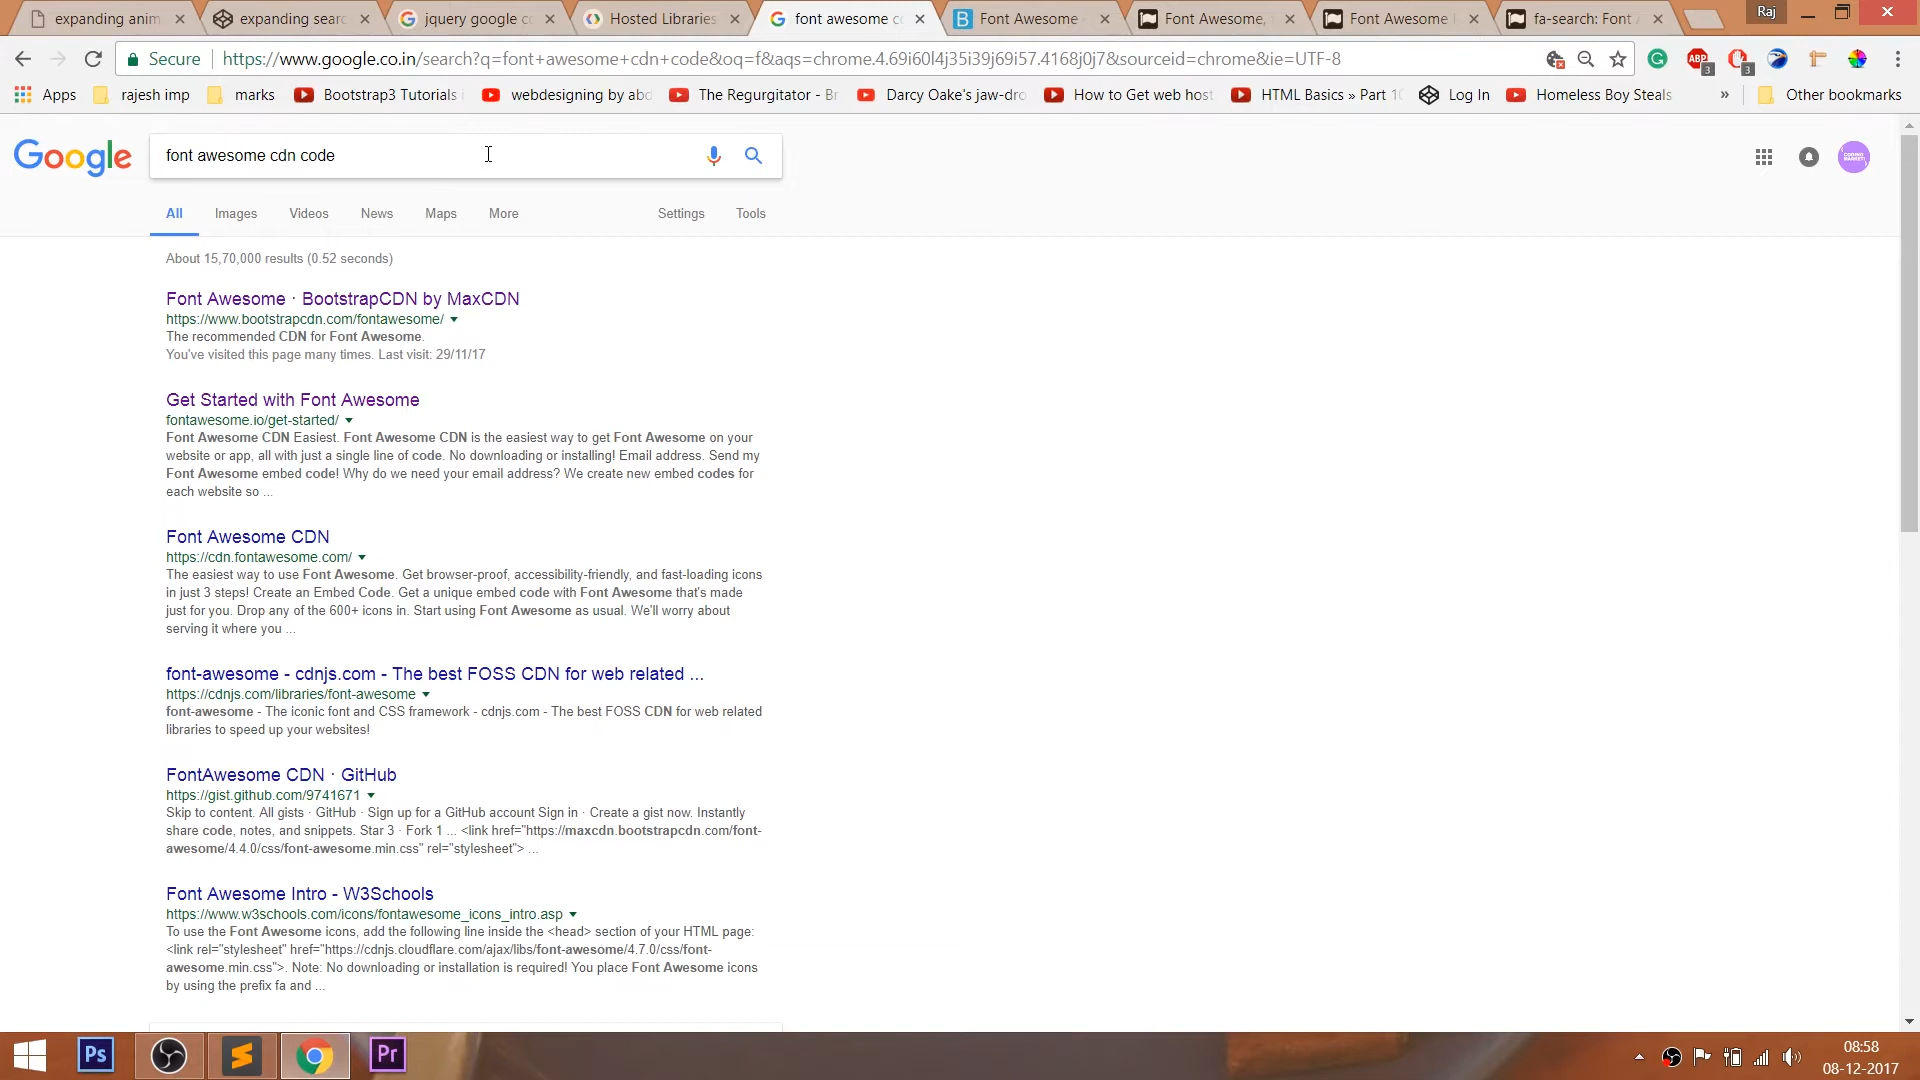 expanding anim
expanding sear
jquery google c
Hosted Libraries
font awesome c
Font Awesome
Font Awesome,
Font Awesome
fa-search: Font
Raj
Secure
https://www.google.co.in/search?q=font+awesome+cdn+code&oq=f&aqs=chrome.4.69i60l4j35i39j69i57.4168j0j7&sourceid=chrome&ie=UTF-8
ABP
3
3
Apps
rajesh imp
marks
Bootstrap3 Tutorials
webdesigning by abd
The Regurgitator - Br
Darcy Oake's jaw-dro
How to Get web host
HTML Basics » Part 10
Log In
Homeless Boy Steals
»
Other bookmarks
Google
font awesome cdn code
All
Images
Videos
News
Maps
More
Settings
Tools
About 15,70,000 results (0.52 seconds)
Font Awesome · BootstrapCDN by MaxCDN
https://www.bootstrapcdn.com/fontawesome/
The recommended CDN for Font Awesome.
You've visited this page many times. Last visit: 29/11/17
Get Started with Font Awesome
fontawesome.io/get-started/
Font Awesome CDN Easiest. Font Awesome CDN is the easiest way to get Font Awesome on your
website or app, all with just a single line of code. No downloading or installing! Email address. Send my
Font Awesome embed code! Why do we need your email address? We create new embed codes for
each website so ...
Font Awesome CDN
https://cdn.fontawesome.com/
The easiest way to use Font Awesome. Get browser-proof, accessibility-friendly, and fast-loading icons
in just 3 steps! Create an Embed Code. Get a unique embed code with Font Awesome that's made
just for you. Drop any of the 600+ icons in. Start using Font Awesome as usual. We'll worry about
serving it where you ...
font-awesome - cdnjs.com - The best FOSS CDN for web related ...
https://cdnjs.com/libraries/font-awesome
font-awesome - The iconic font and CSS framework - cdnjs.com - The best FOSS CDN for web related
libraries to speed up your websites!
FontAwesome CDN · GitHub
https://gist.github.com/9741671
Skip to content. All gists · GitHub · Sign up for a GitHub account Sign in · Create a gist now. Instantly
share code, notes, and snippets. Star 3 · Fork 1 ... <link href="https://maxcdn.bootstrapcdn.com/font-
awesome/4.4.0/css/font-awesome.min.css" rel="stylesheet"> ...
Font Awesome Intro - W3Schools
https://www.w3schools.com/icons/fontawesome_icons_intro.asp
To use the Font Awesome icons, add the following line inside the <head> section of your HTML page:
<link rel="stylesheet" href="https://cdnjs.cloudflare.com/ajax/libs/font-awesome/4.7.0/css/font-
awesome.min.css">. Note: No downloading or installation is required! You place Font Awesome icons
by using the prefix fa and ...
Ps
Pr
08:58
08-12-2017